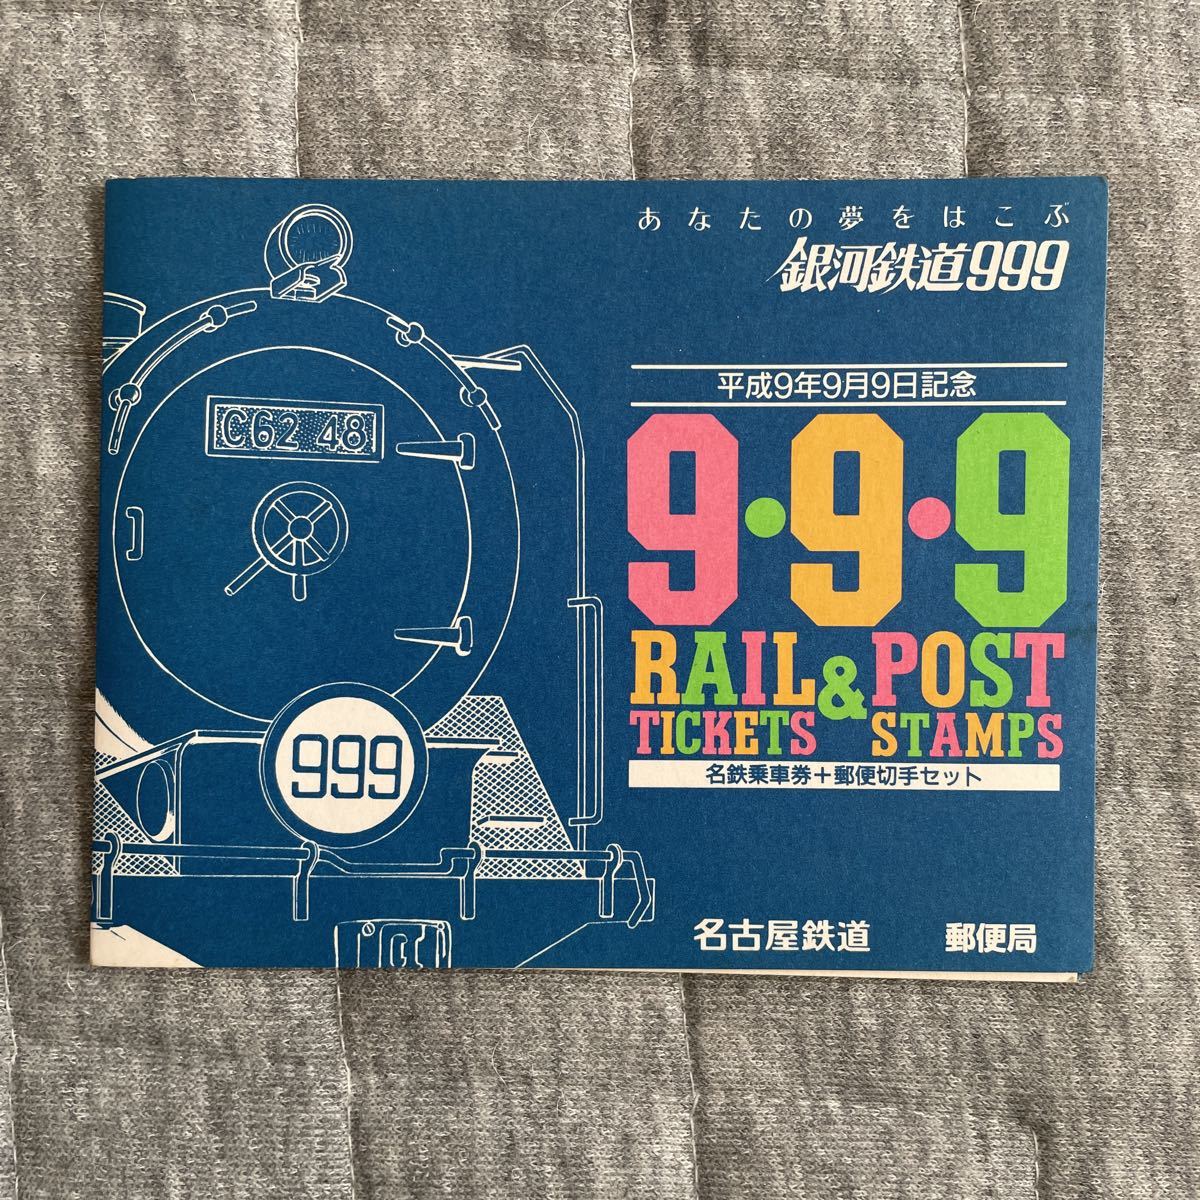 あなたの夢をはこぶ
銀河鉄道999
平成9年9月9日記念
9・9・9
RAIL & POST
TICKETS STAMPS
名鉄乗車券+郵便切手セット
名古屋鉄道 郵便局
C62 48
999